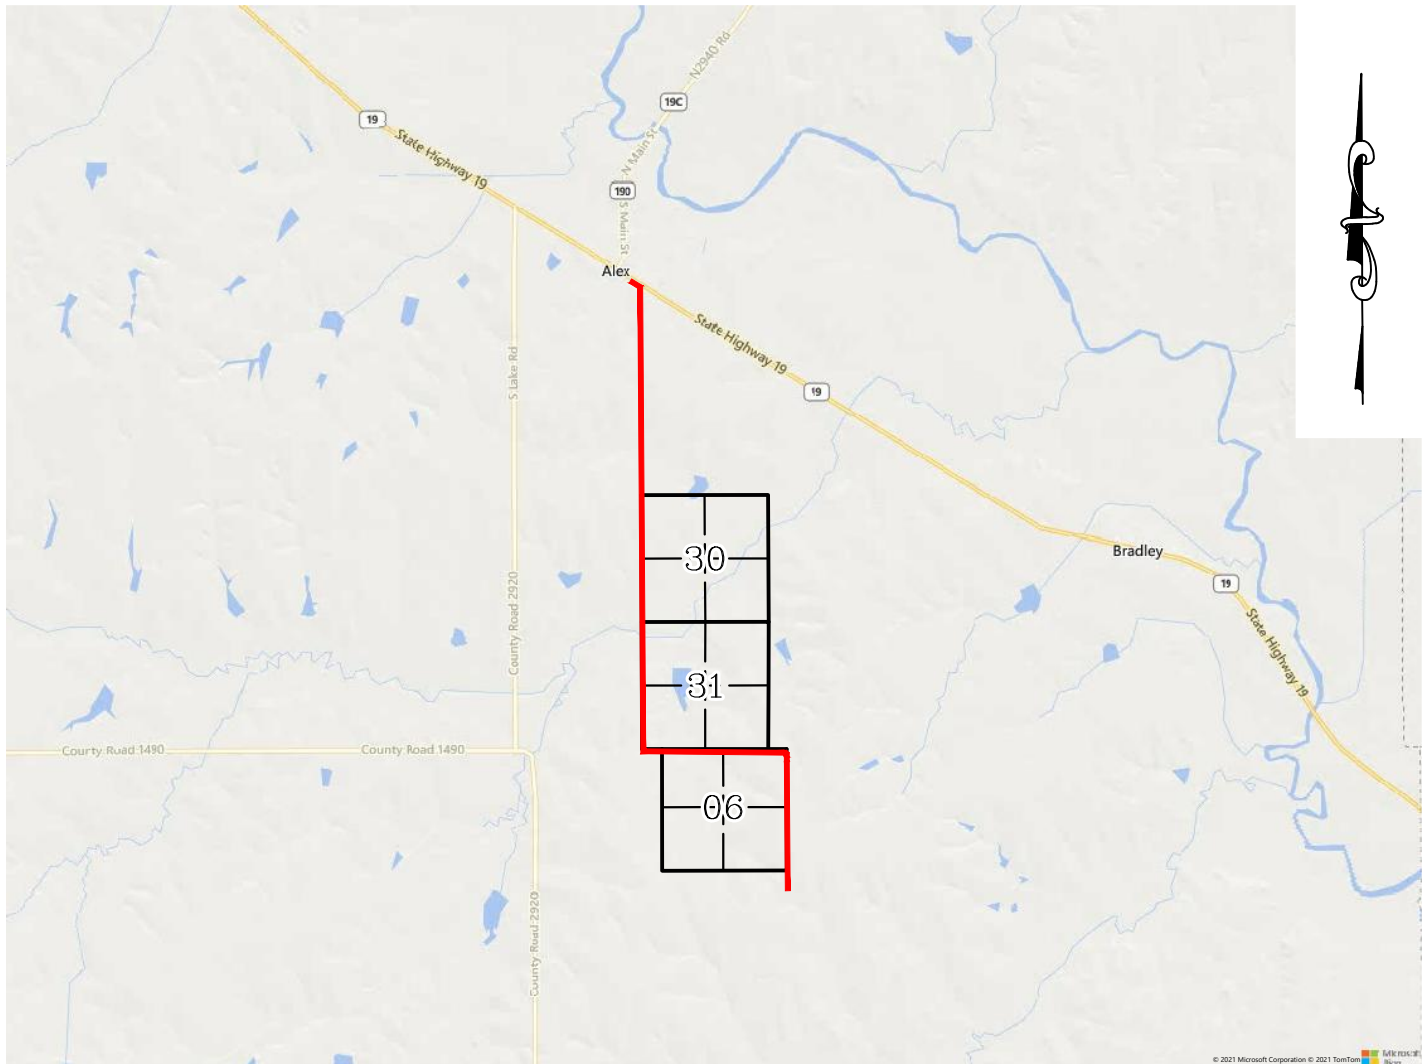 N2940 Rd
19C
19
State Highway 19
N Main St
190
S Main St
Alex
State Highway 19
S Lake Rd
19
30
Bradley
19
County Road 2920
State Highway 19
31
County Road 1490
County Road 1490
06
County Road 2920
© 2021 Microsoft Corporation © 2021 TomTom
Microsoft
Bing